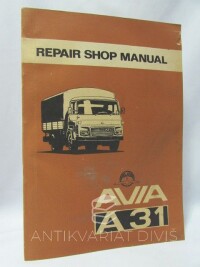 REPAIR SHOP MANUAL
AVIA
A 31
ANTIKVARIÁT DIVIŠ